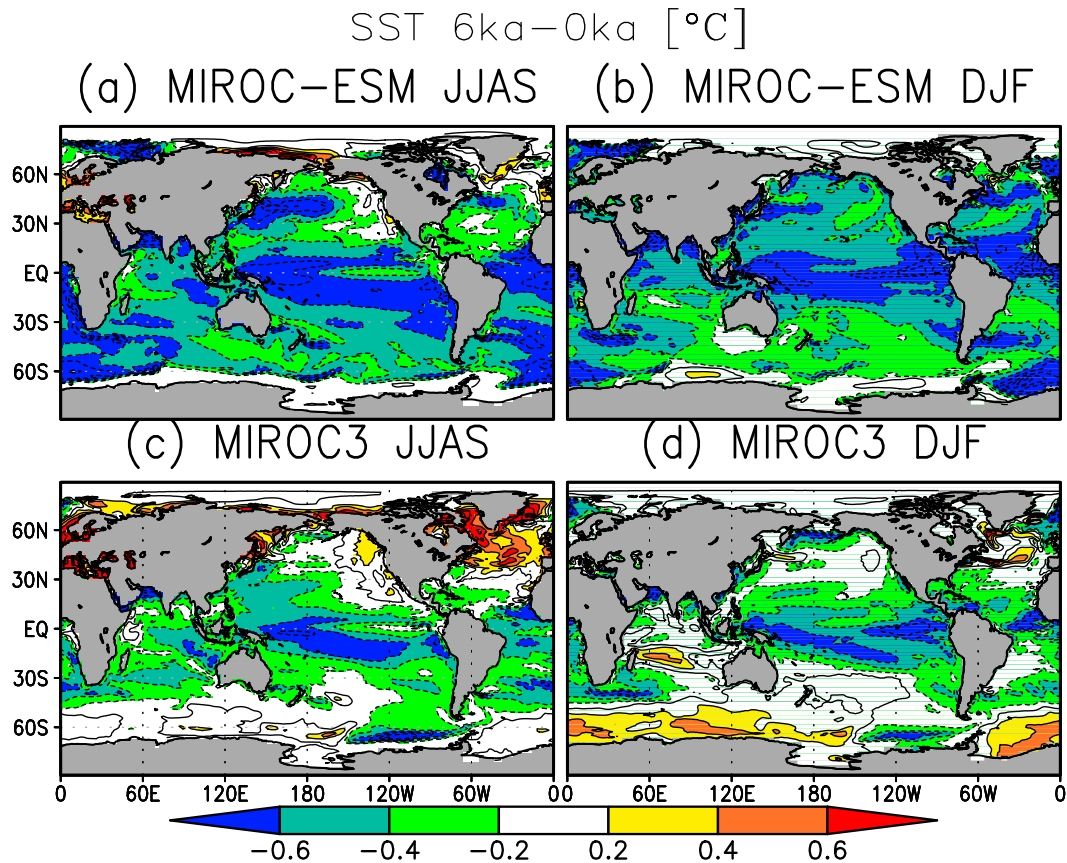 SST 6ka−0ka [°C]
(a) MIROC−ESM JJAS
(b) MIROC−ESM DJF
60N
30N
EQ
30S
60S
(c) MIROC3 JJAS
(d) MIROC3 DJF
60N
30N
EQ
30S
60S
0 60E 120E 180 120W 60W 0 0 60E 120E 180 120W 60W 0
−0.6 −0.4 −0.2 0.2 0.4 0.6